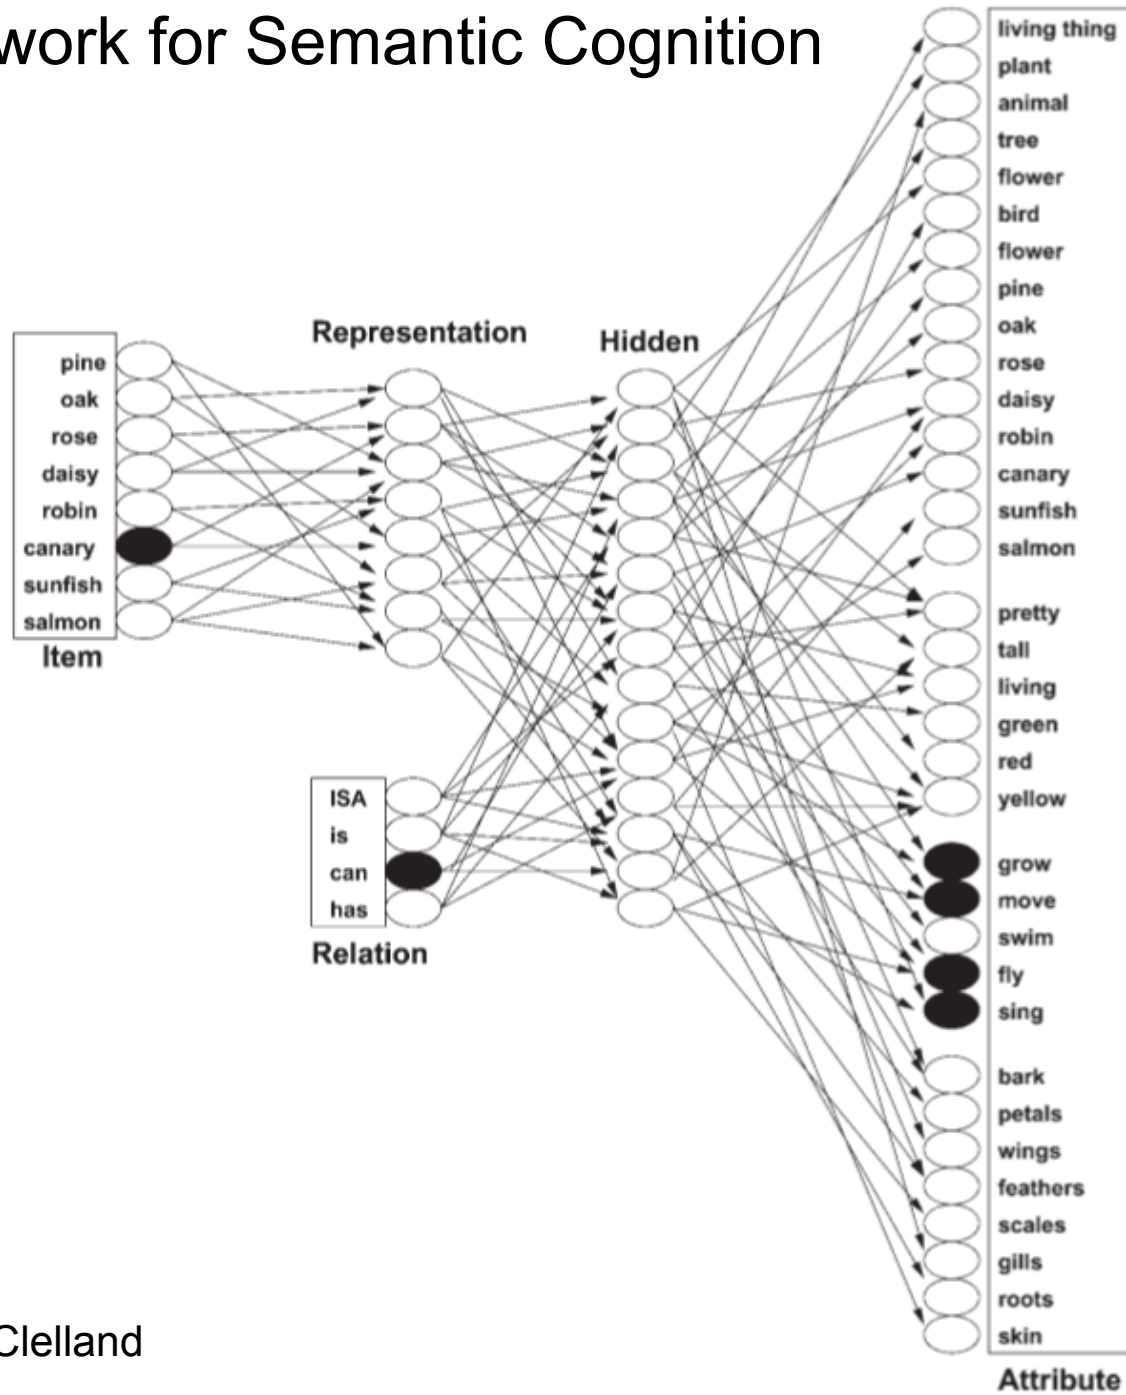 work for Semantic Cognition
Representation
Hidden
pine
oak
rose
daisy
robin
canary
sunfish
salmon
Item
ISA
is
can
has
Relation
living thing
plant
animal
tree
flower
bird
flower
pine
oak
rose
daisy
robin
canary
sunfish
salmon
pretty
tall
living
green
red
yellow
grow
move
swim
fly
sing
bark
petals
wings
feathers
scales
gills
roots
skin
Attribute
Clelland